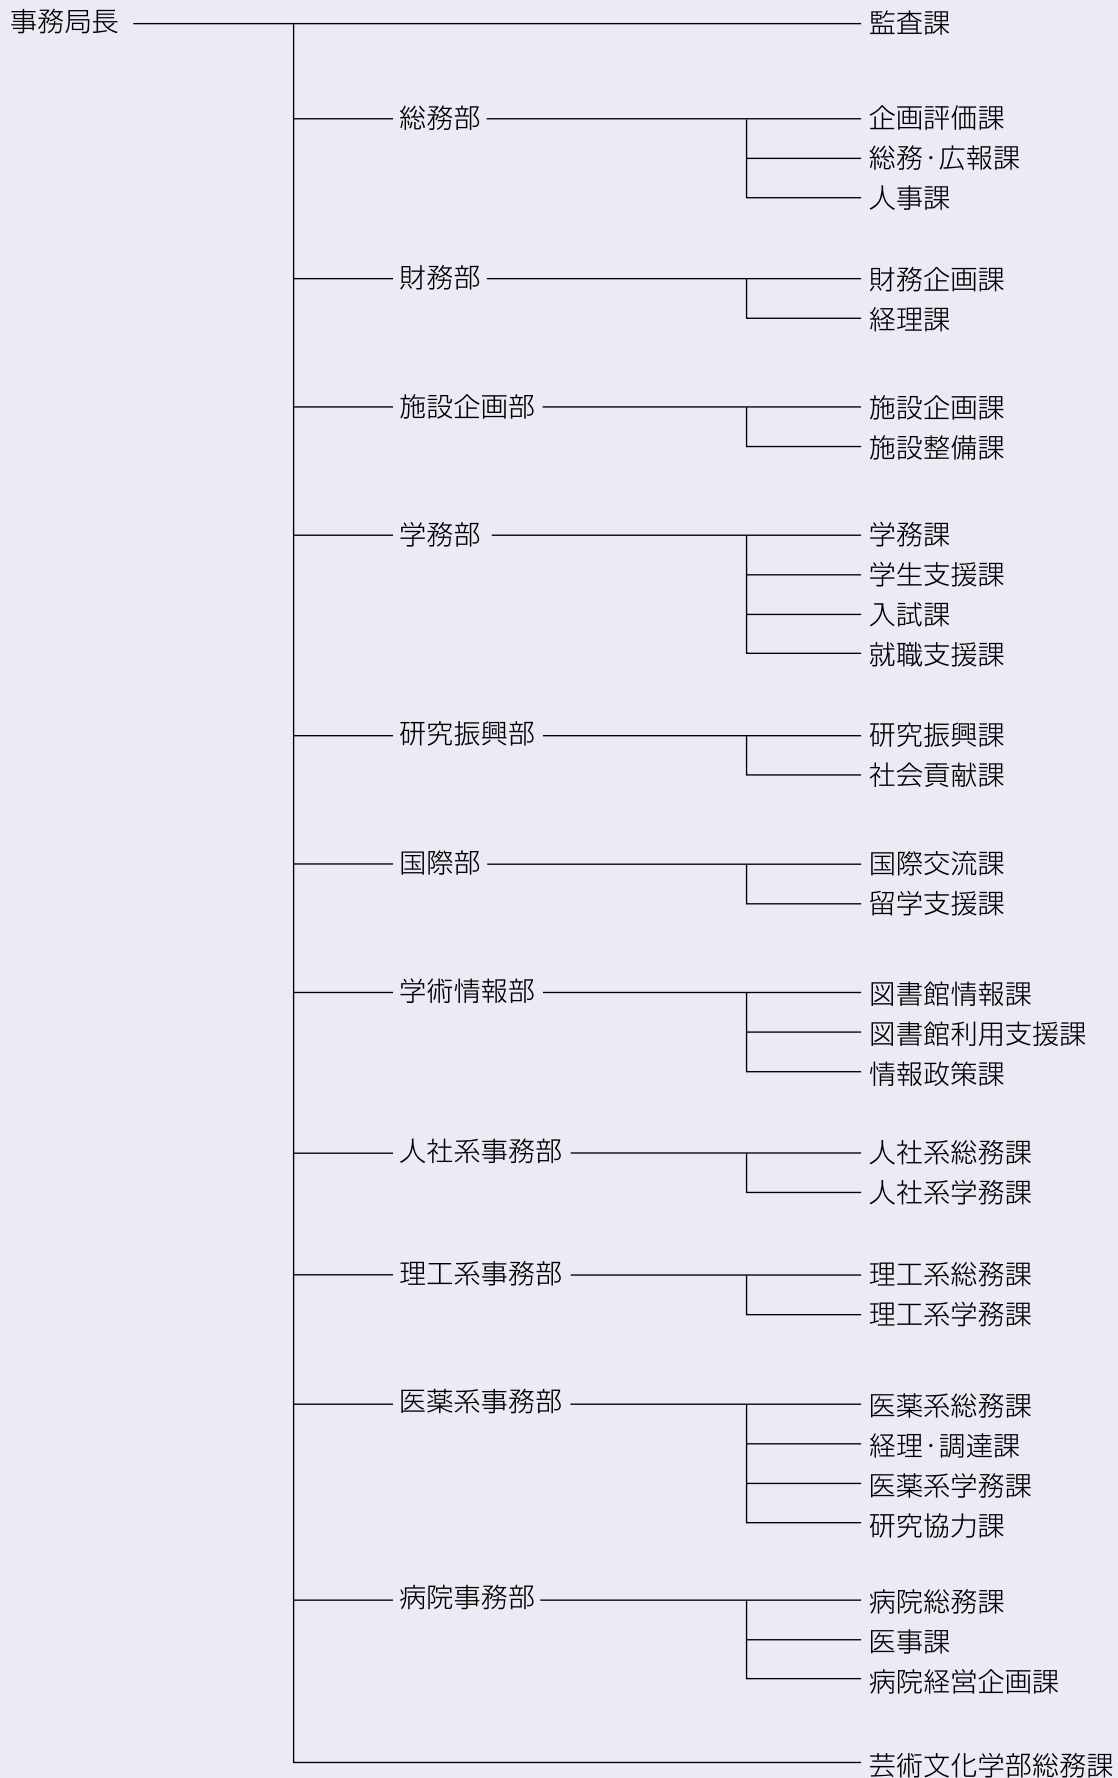 事務局長
監査課
総務部
企画評価課
総務·広報課
人事課
財務部
財務企画課
経理課
施設企画部
施設企画課
施設整備課
学務部
学務課
学生支援課
入試課
就職支援課
研究振興部
研究振興課
社会貢献課
国際部
国際交流課
留学支援課
学術情報部
図書館情報課
図書館利用支援課
情報政策課
人社系事務部
人社系総務課
人社系学務課
理工系事務部
理工系総務課
理工系学務課
医薬系事務部
医薬系総務課
経理·調達課
医薬系学務課
研究協力課
病院事務部
病院総務課
医事課
病院経営企画課
芸術文化学部総務課